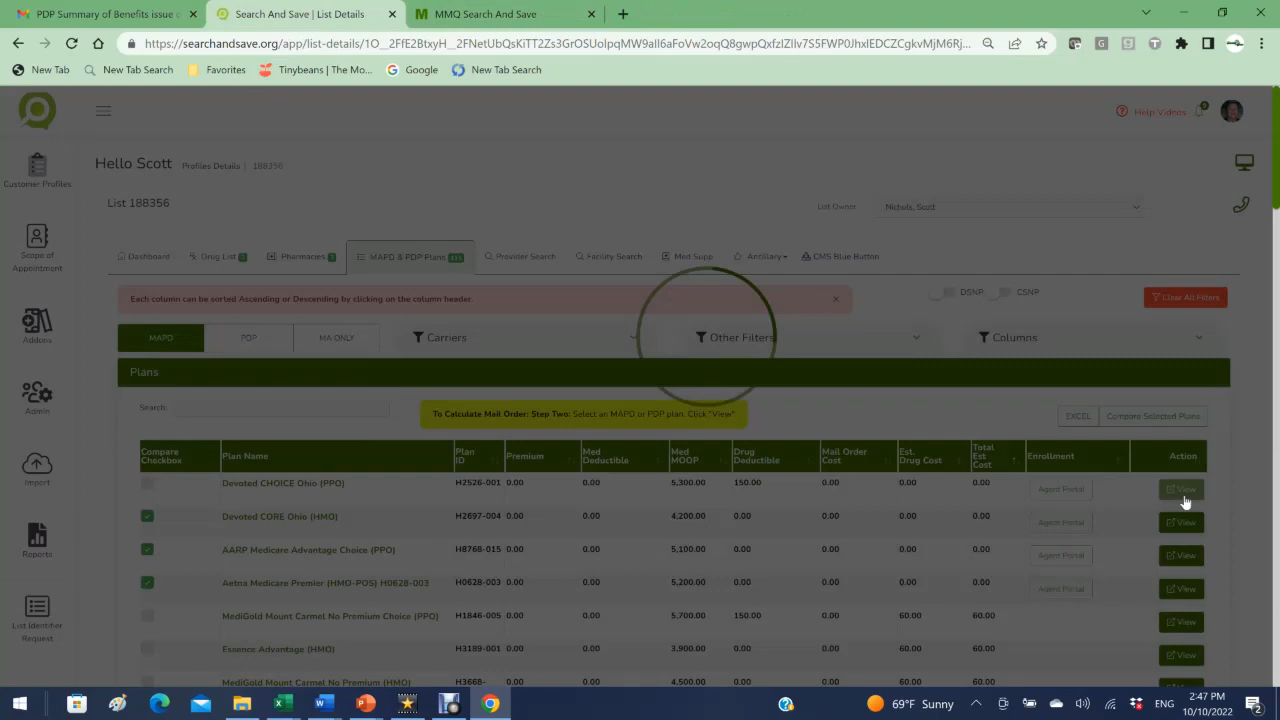 PDP Summary of Benefits issue
Search And Save | List Details
MMQ Search And Save
https://searchandsave.org/app/list-details/
New Tab
New Tab Search
Favorites
Tinybeans | The Mo...
Google
New Tab Search
Help Videos
Hello Scott Profiles Details | 188356
Customer Profiles
List 188356
List Owner Nichols, Scott
Scope of Appointment
Dashboard Drug List Pharmacies MAPD & PDP Plans Provider Search Facility Search Med Supp Ancillary CMS Blue Button
Each column can be sorted Ascending or Descending by clicking on the column header.
DSNP CSNP Clear All Filters
Addons
MAPD PDP MA ONLY Carriers Other Filters Columns
Plans
Admin
Search: To Calculate Mail Order: Step Two: Select an MAPD or PDP plan, Click "View" EXCEL Compare Selected Plans
Compare Checkbox Plan Name Plan ID Premium Med Deductible Med MOOP Drug Deductible Mail Order Cost Est. Drug Cost Total Est Cost Enrollment Action
Import
Devoted CHOICE Ohio (PPO) H2526-001 0.00 0.00 5,300.00 150.00 0.00 0.00 0.00 Agent Portal View
Devoted CORE Ohio (HMO) H2697-004 0.00 0.00 4,200.00 0.00 0.00 0.00 0.00 Agent Portal View
Reports
AARP Medicare Advantage Choice (PPO) H8768-015 0.00 0.00 5,100.00 0.00 0.00 0.00 0.00 Agent Portal View
Aetna Medicare Premier (HMO-POS) H0628-003 H0628-003 0.00 0.00 5,200.00 0.00 0.00 0.00 0.00 Agent Portal View
List Identifier Request
MediGold Mount Carmel No Premium Choice (PPO) H1846-005 0.00 0.00 5,700.00 150.00 0.00 60.00 60.00 View
Essence Advantage (HMO) H3189-001 0.00 0.00 3,900.00 0.00 0.00 60.00 60.00 View
MediGold Mount Carmel No Premium (HMO) H3668- 0.00 0.00 4,500.00 0.00 0.00 60.00 60.00
69°F Sunny
2:47 PM
10/10/2022
2